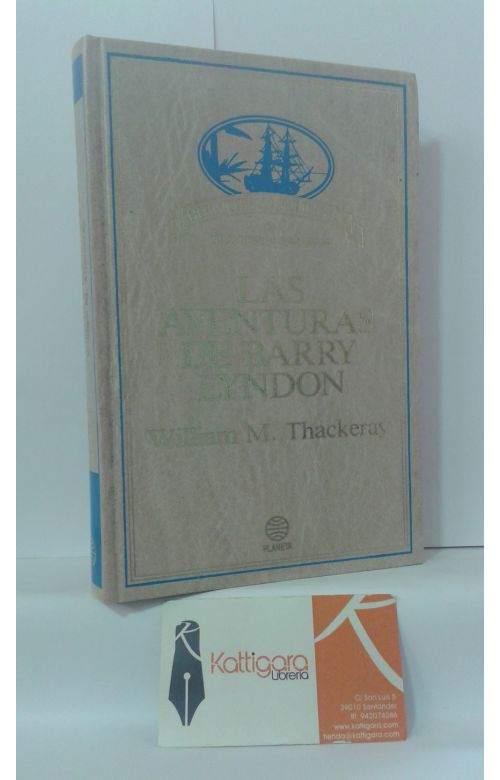 LAS
AVENTURAS
DE BARRY
LYNDON
William M. Thackeray
PLANETA
Kattigara
Librería
C/ San Luis 5
39010 Santander
tlf: 942074286
www.kattigara.com
tienda@kattigara.com